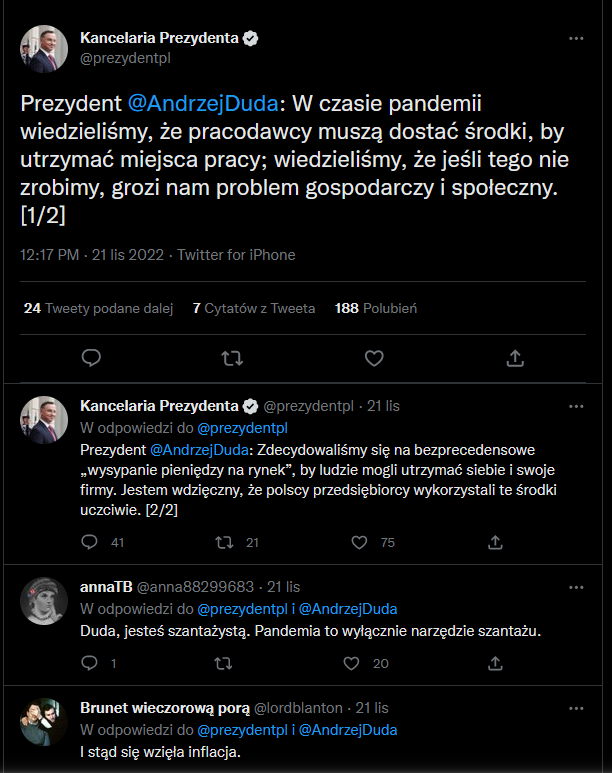 Kancelaria Prezydenta
@prezydentpl
Prezydent @AndrzejDuda: W czasie pandemii
wiedzieliśmy, że pracodawcy muszą dostać środki, by
utrzymać miejsca pracy; wiedzieliśmy, że jeśli tego nie
zrobimy, grozi nam problem gospodarczy i społeczny.
[1/2]
12:17 PM · 21 lis 2022 · Twitter for iPhone
24 Tweety podane dalej 7 Cytatów z Tweeta 188 Polubień
Kancelaria Prezydenta @prezydentpl · 21 lis
W odpowiedzi do @prezydentpl
Prezydent @AndrzejDuda: Zdecydowaliśmy się na bezprecedensowe
„wysypanie pieniędzy na rynek”, by ludzie mogli utrzymać siebie i swoje
firmy. Jestem wdzięczny, że polscy przedsiębiorcy wykorzystali te środki
uczciwie. [2/2]
41 21 75
annaTB @anna88299683 · 21 lis
W odpowiedzi do @prezydentpl i @AndrzejDuda
Duda, jesteś szantażystą. Pandemia to wyłącznie narzędzie szantażu.
1 20
Brunet wieczorową porą @lordblanton · 21 lis
W odpowiedzi do @prezydentpl i @AndrzejDuda
I stąd się wzięła inflacja.